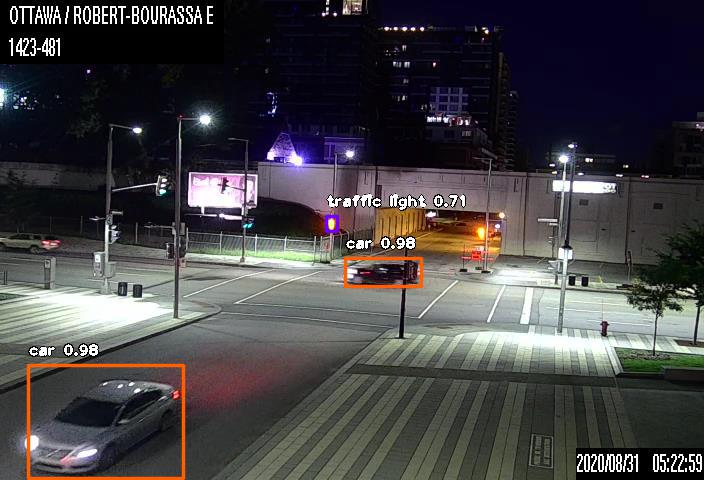 OTTAWA / ROBERT-BOURASSA E
1423-481
traffic light 0.71
car 0.98
car 0.98
2020/08/31 05:22:59